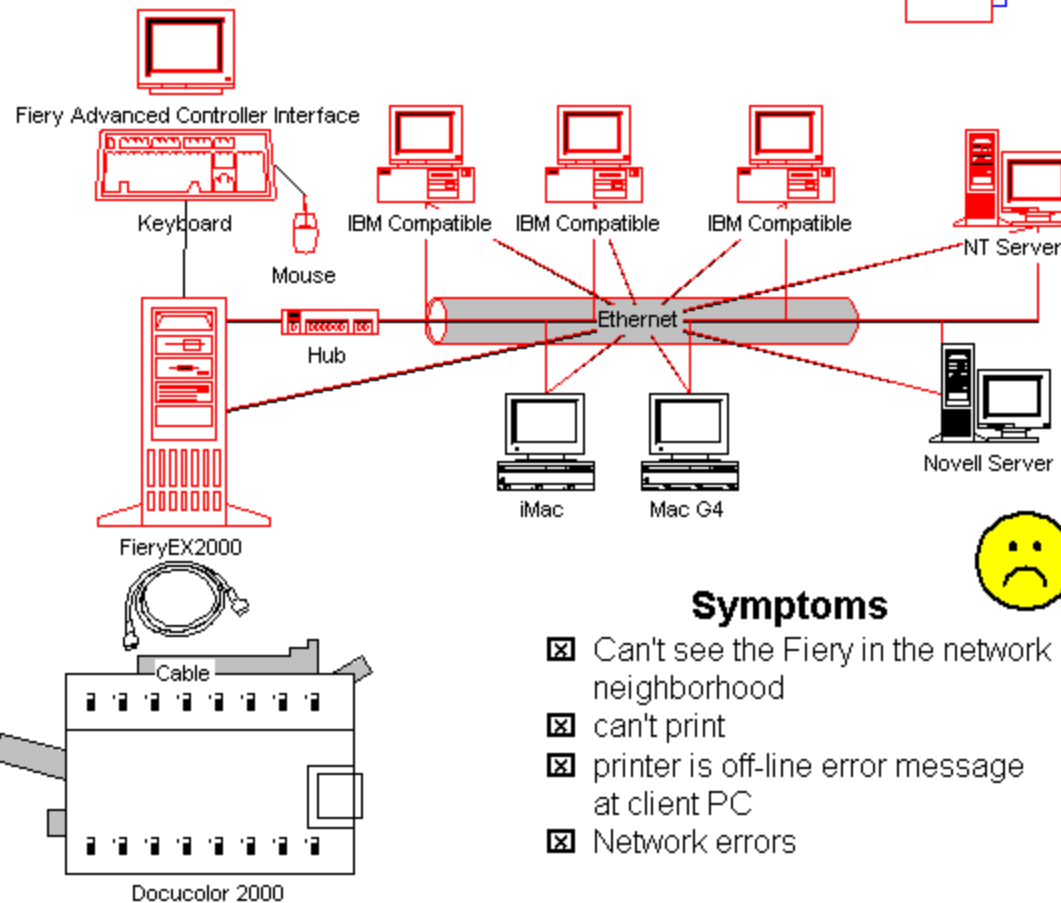 Fiery Advanced Controller Interface
Keyboard
Mouse
IBM Compatible
IBM Compatible
IBM Compatible
NT Server
Ethernet
Hub
iMac
Mac G4
Novell Server
FieryEX2000
Cable
Docucolor 2000
Symptoms
Can't see the Fiery in the network
neighborhood
can't print
printer is off-line error message
at client PC
Network errors